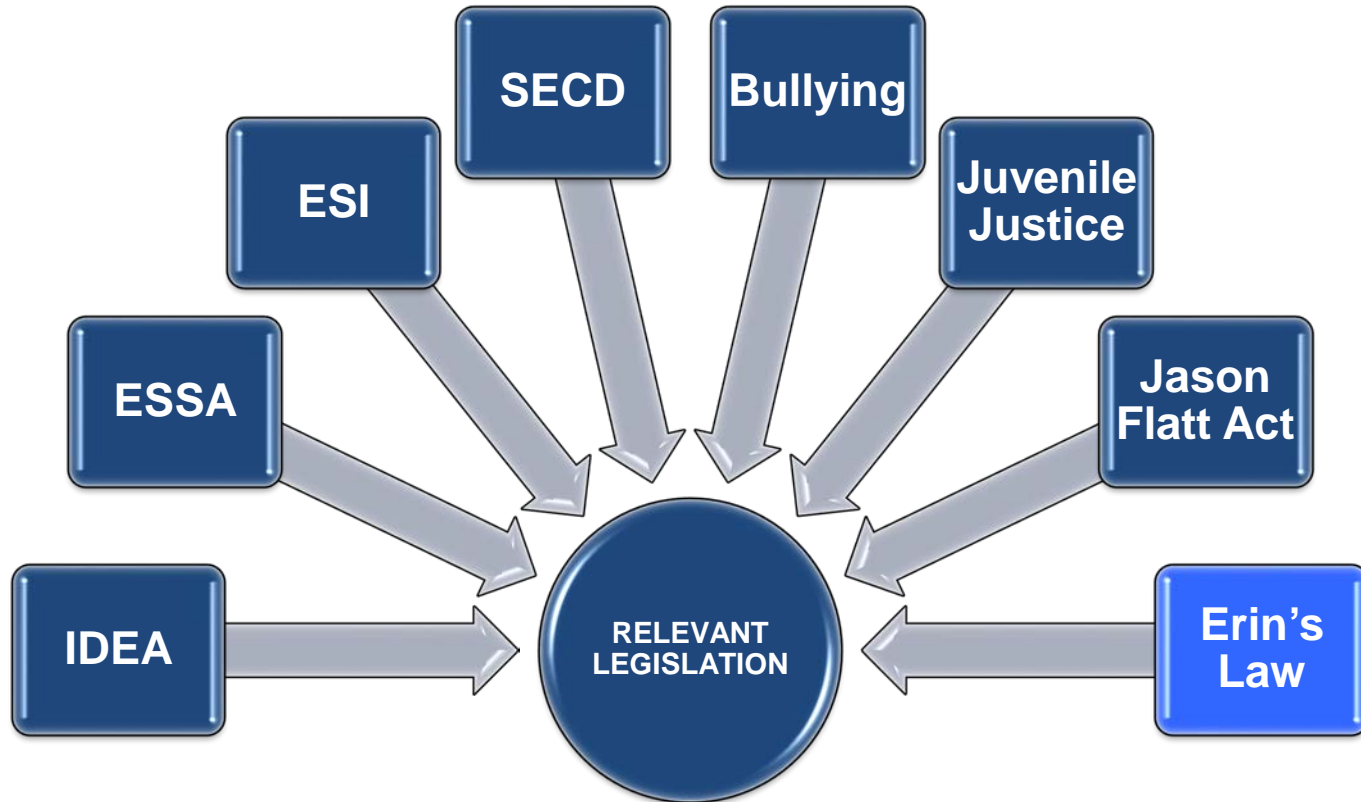 SECD
Bullying
ESI
Juvenile
Justice
ESSA
Jason
Flatt Act
IDEA
RELEVANT
LEGISLATION
Erin’s
Law